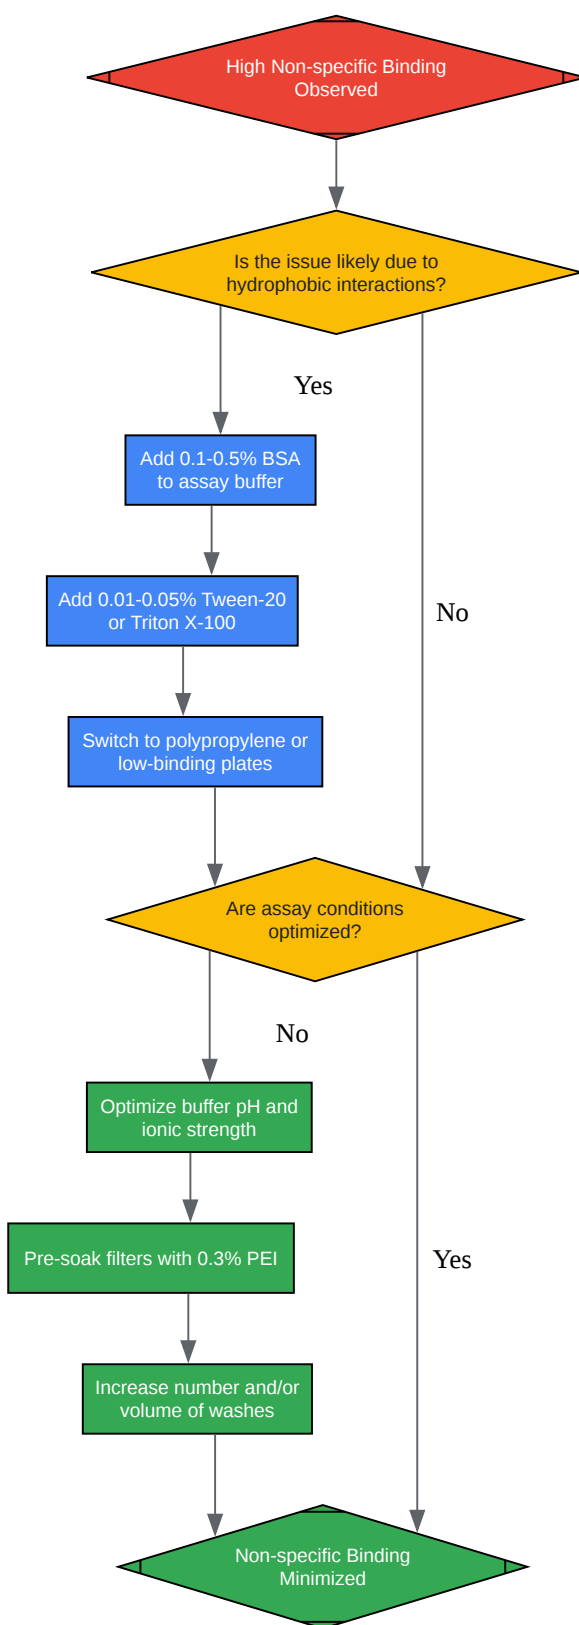 High Non-specific Binding
Observed
Is the issue likely due to
hydrophobic interactions?
Yes
Add 0.1-0.5% BSA
to assay buffer
Add 0.01-0.05% Tween-20
or Triton X-100
No
Switch to polypropylene or
low-binding plates
Are assay conditions
optimized?
No
Optimize buffer pH and
ionic strength
Pre-soak filters with 0.3% PEI
Yes
Increase number and/or
volume of washes
Non-specific Binding
Minimized